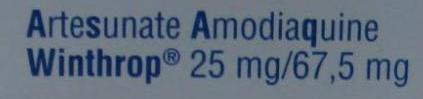 Artesunate Amodiaquine
Winthrop® 25 mg/67,5 mg